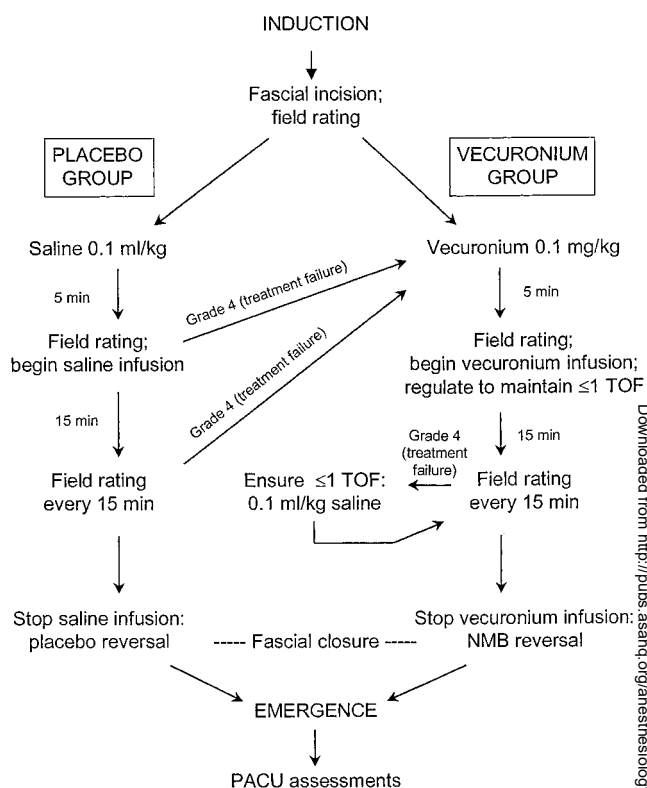 INDUCTION
Fascial incision;
field rating
PLACEBO
GROUP
VECURONIUM
GROUP
Saline 0.1 ml/kg
Vecuronium 0.1 mg/kg
5 min
Grade 4 (treatment failure)
5 min
Field rating;
begin saline infusion
Field rating;
begin vecuronium infusion;
regulate to maintain ≤1 TOF
15 min
Grade 4 (treatment failure)
15 min
Grade 4
(treatment
failure)
Field rating
every 15 min
Ensure ≤1 TOF:
0.1 ml/kg saline
Field rating
every 15 min
Stop saline infusion:
placebo reversal
----- Fascial closure -----
Stop vecuronium infusion:
NMB reversal
EMERGENCE
PACU assessments
Downloaded from http://pubs.asahq.org/anesthesiolog